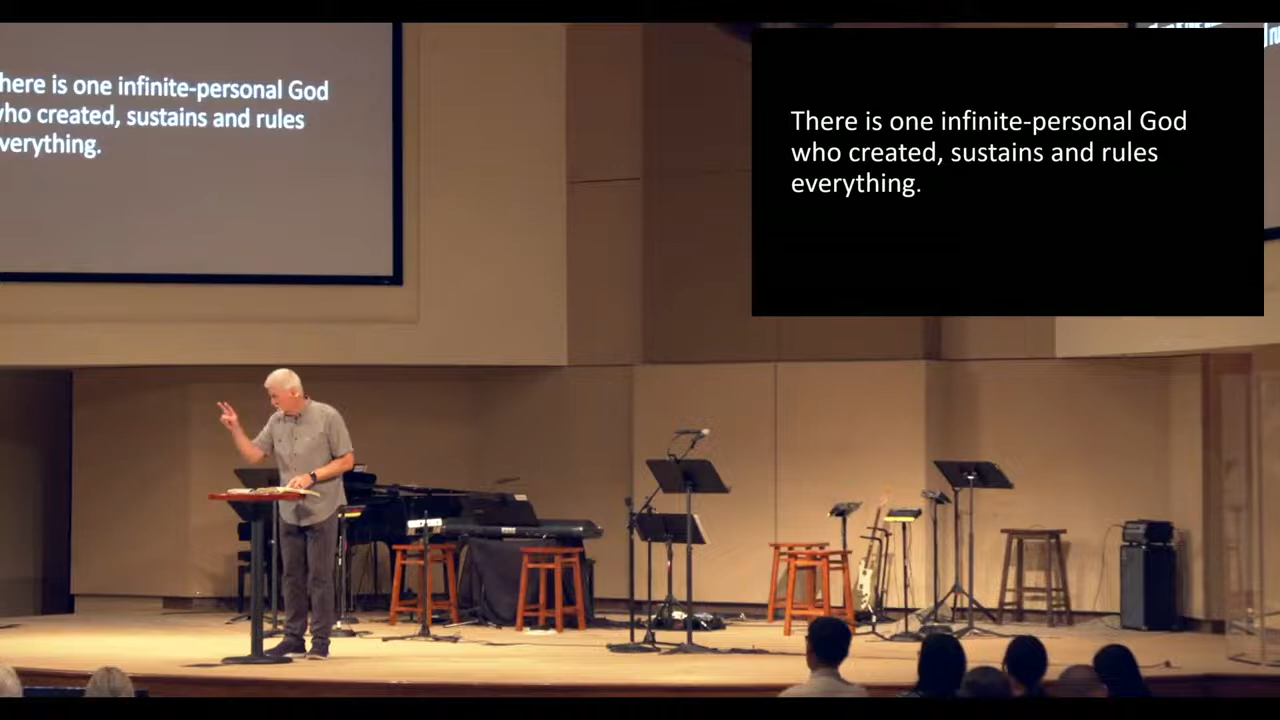 here is one infinite-personal God
who created, sustains and rules
verything.
There is one infinite-personal God
who created, sustains and rules
everything.